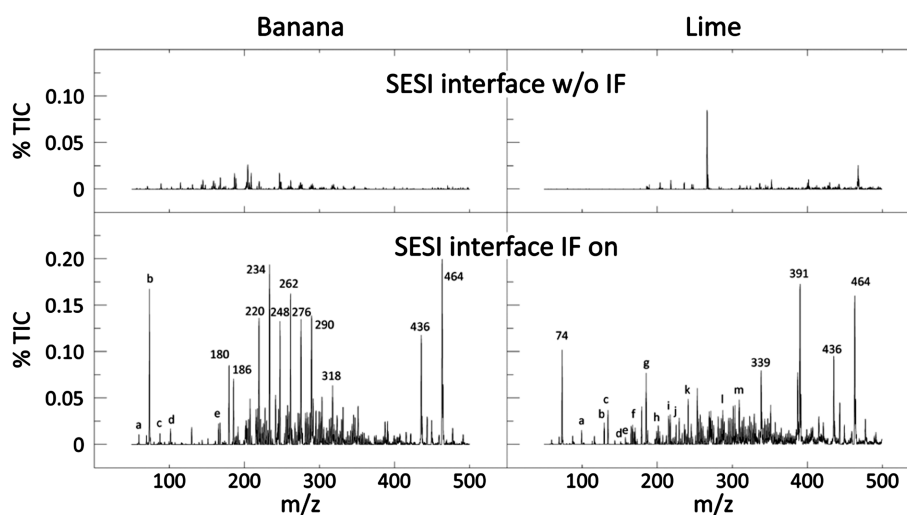 Banana Lime
SESI interface w/o IF
% TIC
0.10
0.05
0
SESI interface IF on
% TIC
0.20
0.15
0.10
0.05
0
a
b
c
d
e
180
186
220
234
248
262
276
290
318
436
464
74
a
b
c
d
e
f
g
h
i
j
k
l
m
339
391
436
464
100 200 300 400 500 100 200 300 400 500
m/z m/z